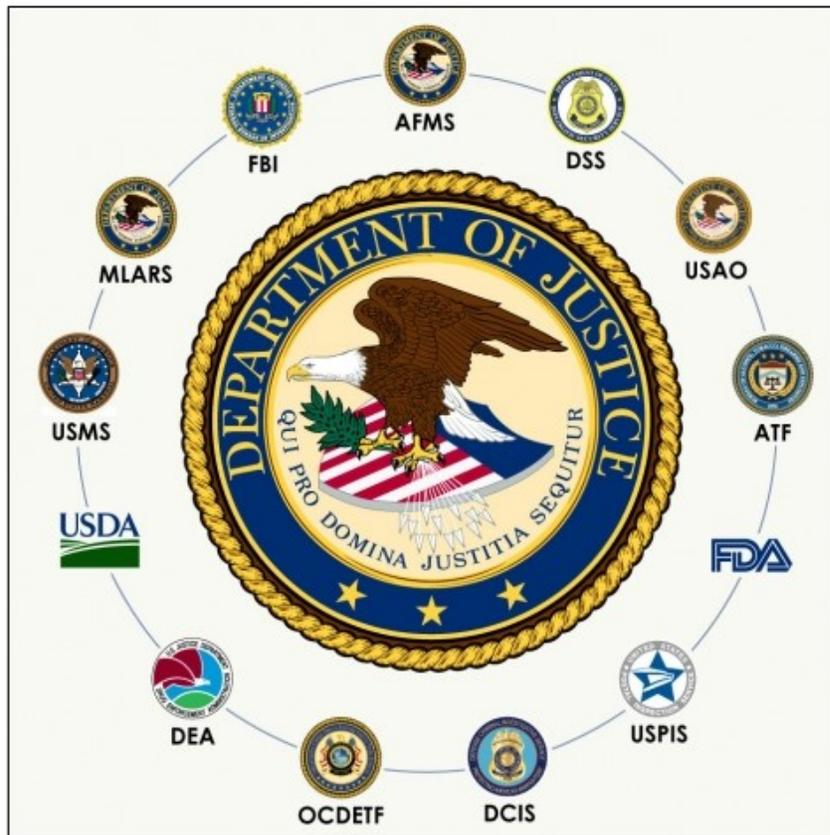 AFMS
FBI
DSS
MLARS
USAO
USMS
ATF
DEPARTMENT OF JUSTICE
QUI PRO DOMINA JUSTITIA SEQUITUR
USDA
FDA
DEA
USPIS
OCDETF
DCIS